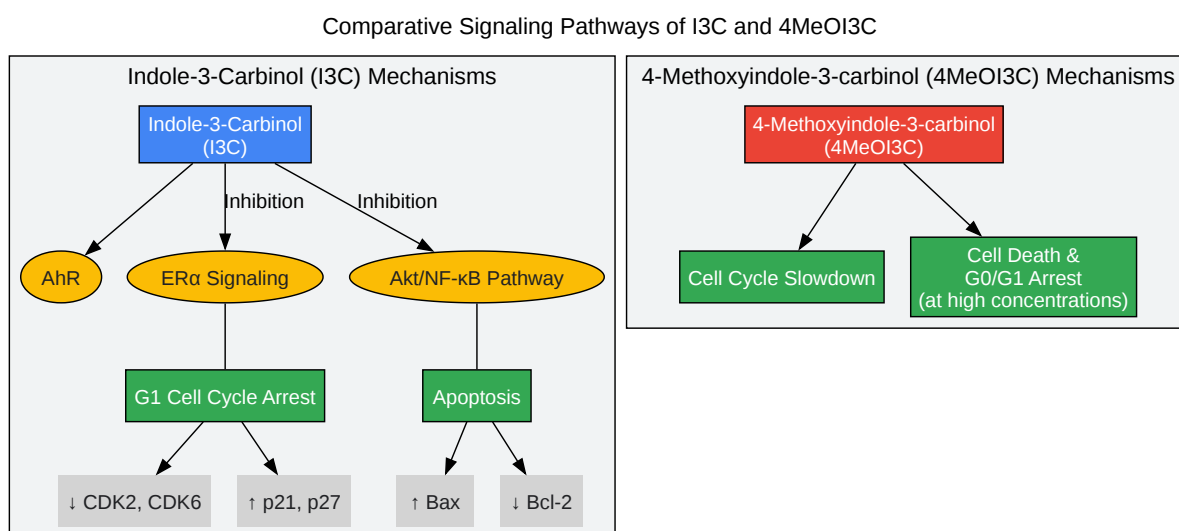 Comparative Signaling Pathways of I3C and 4MeOI3C
Indole-3-Carbinol (I3C) Mechanisms
Indole-3-Carbinol
(I3C)
Inhibition
Inhibition
AhR
ERα Signaling
Akt/NF-κB Pathway
G1 Cell Cycle Arrest
Apoptosis
↓ CDK2, CDK6
↑ p21, p27
↑ Bax
↓ Bcl-2
4-Methoxyindole-3-carbinol (4MeOI3C) Mechanisms
4-Methoxyindole-3-carbinol
(4MeOI3C)
Cell Cycle Slowdown
Cell Death &
G0/G1 Arrest
(at high concentrations)